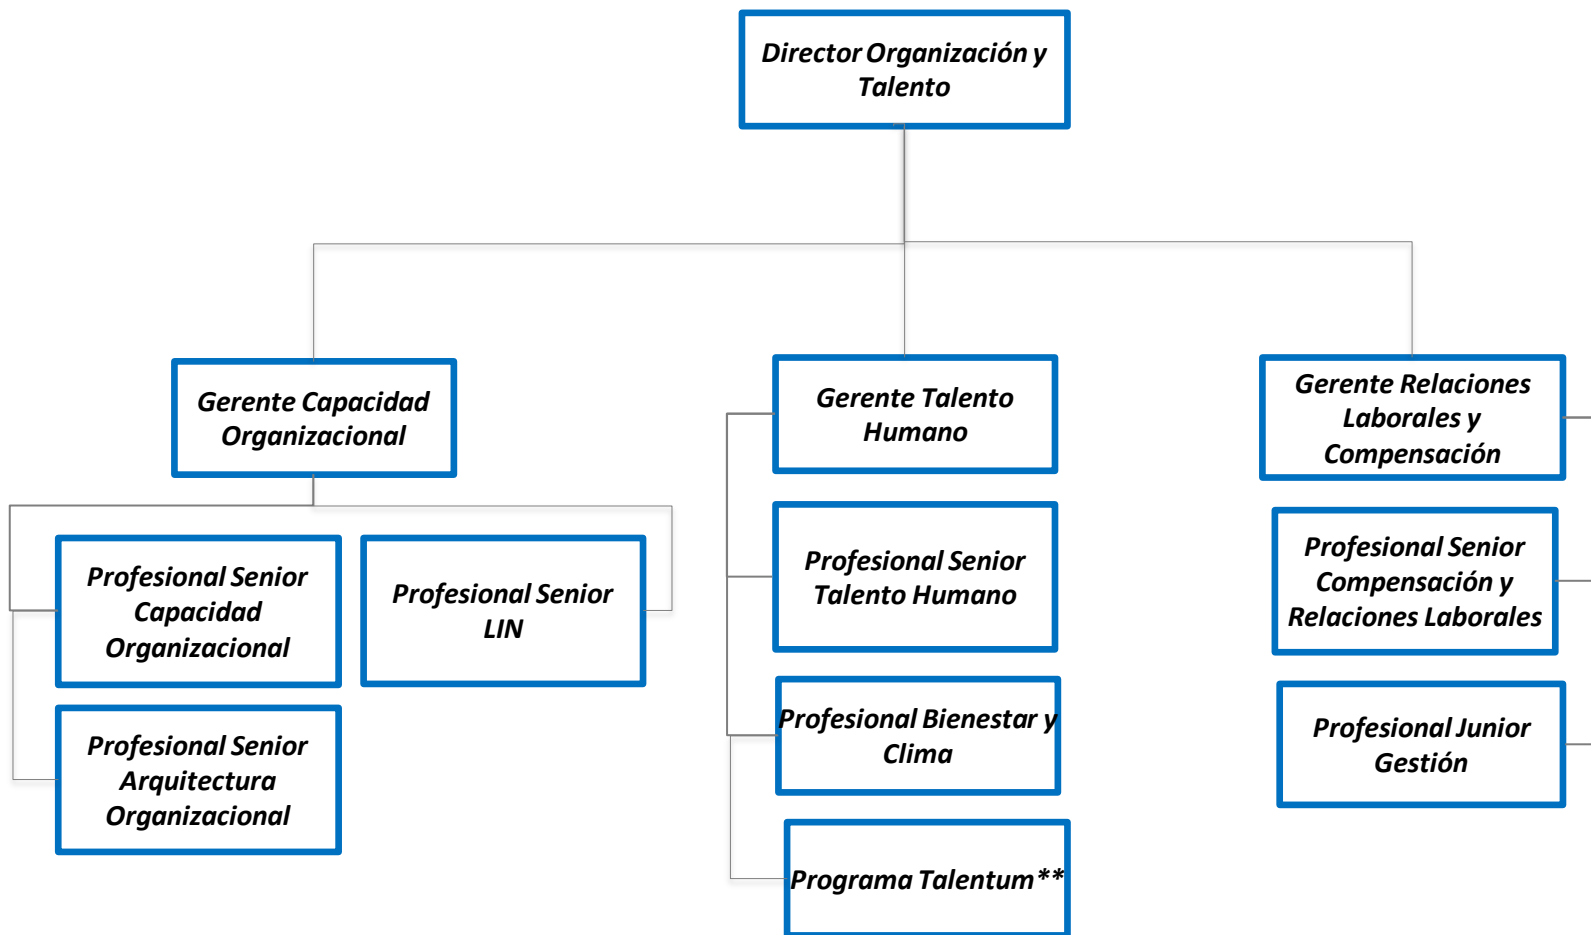 Director Organización y
Talento
Gerente Capacidad
Organizacional
Profesional Senior
Capacidad
Organizacional
Profesional Senior
LIN
Profesional Senior
Arquitectura
Organizacional
Gerente Talento
Humano
Profesional Senior
Talento Humano
Profesional Bienestar y
Clima
Programa Talentum**
Gerente Relaciones
Laborales y
Compensación
Profesional Senior
Compensación y
Relaciones Laborales
Profesional Junior
Gestión